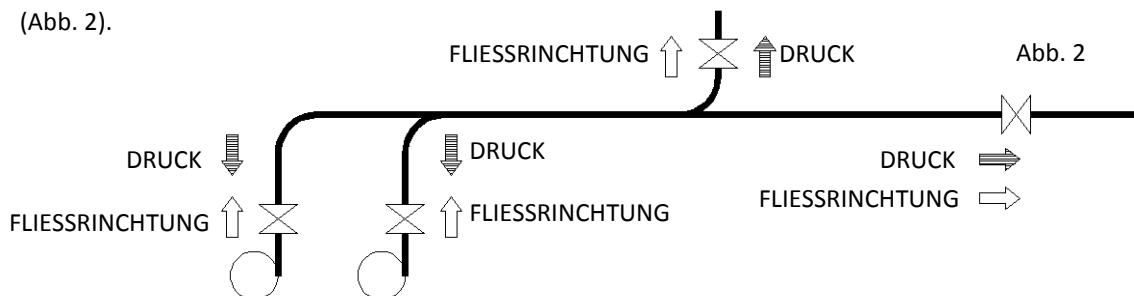 (Abb. 2).
FLIESSRINCHTUNG DRUCK Abb. 2
DRUCK DRUCK DRUCK
FLIESSRINCHTUNG FLIESSRINCHTUNG FLIESSRINCHTUNG